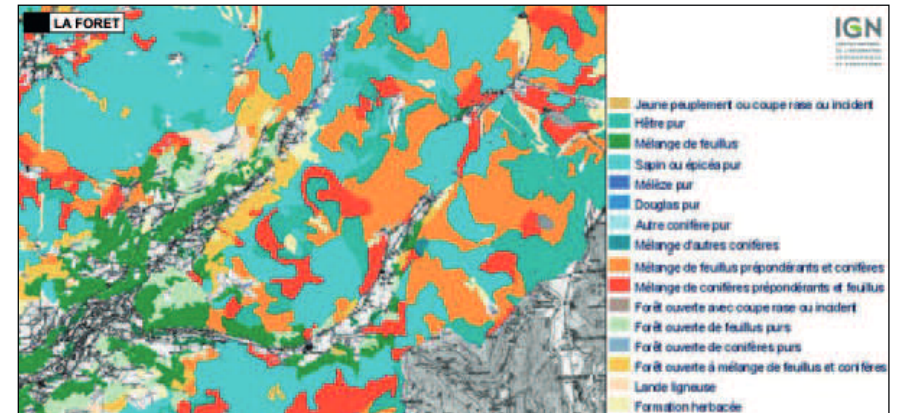 LA FORET
IGN
Jeune peuplement ou coupe rase ou incident
Hêtre pur
Mélange de feuillus
Sapin ou épicéa pur
Mélèze pur
Douglas pur
Autre conifère pur
Mélange d'autres conifères
Mélange de feuillus prépondérants et conifères
Mélange de conifères prépondérants et feuillus
Forêt ouverte avec coupe rase ou incident
Forêt ouverte de feuillus purs
Forêt ouverte de conifères purs
Forêt ouverte à mélange de feuillus et conifères
Lande ligneuse
Formation herbacée